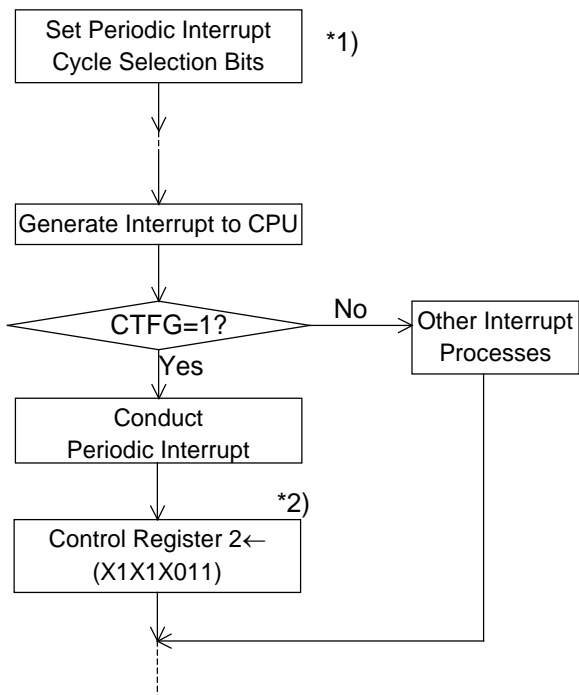 Set Periodic Interrupt
Cycle Selection Bits
*1)
Generate Interrupt to CPU
CTFG=1?
No
Other Interrupt
Processes
Yes
Conduct
Periodic Interrupt
*2)
Control Register 2←
(X1X1X011)